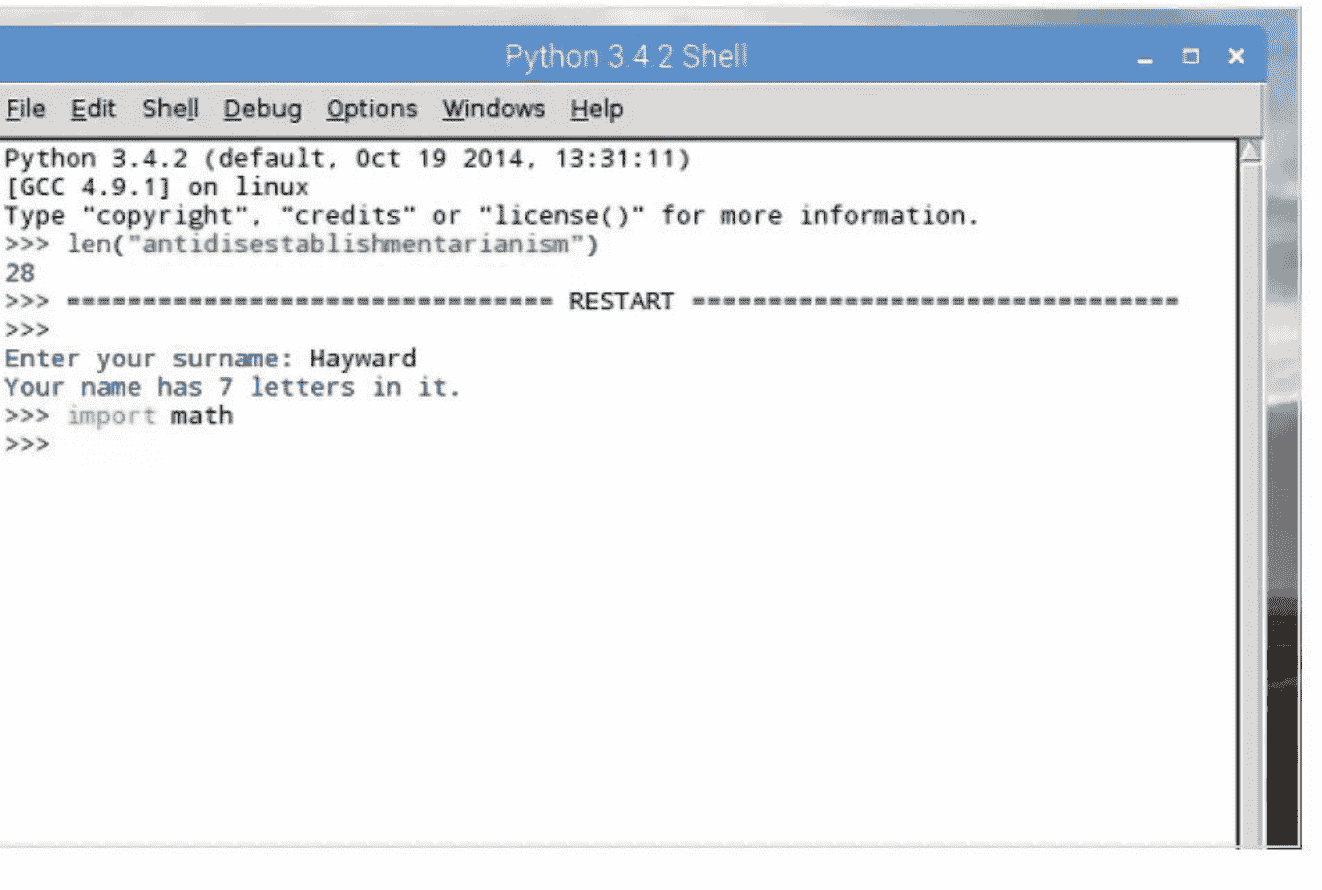 Python 3.4.2 Shell
File Edit Shell Debug Options Windows Help
Python 3.4.2 (default, Oct 19 2014, 13:31:11)
[GCC 4.9.1] on linux
Type "copyright", "credits" or "license()" for more information.
>>> len("antidisestablishmentarianism")
28
>>> ================================ RESTART ================================
>>>
Enter your surname: Hayward
Your name has 7 letters in it.
>>> import math
>>>